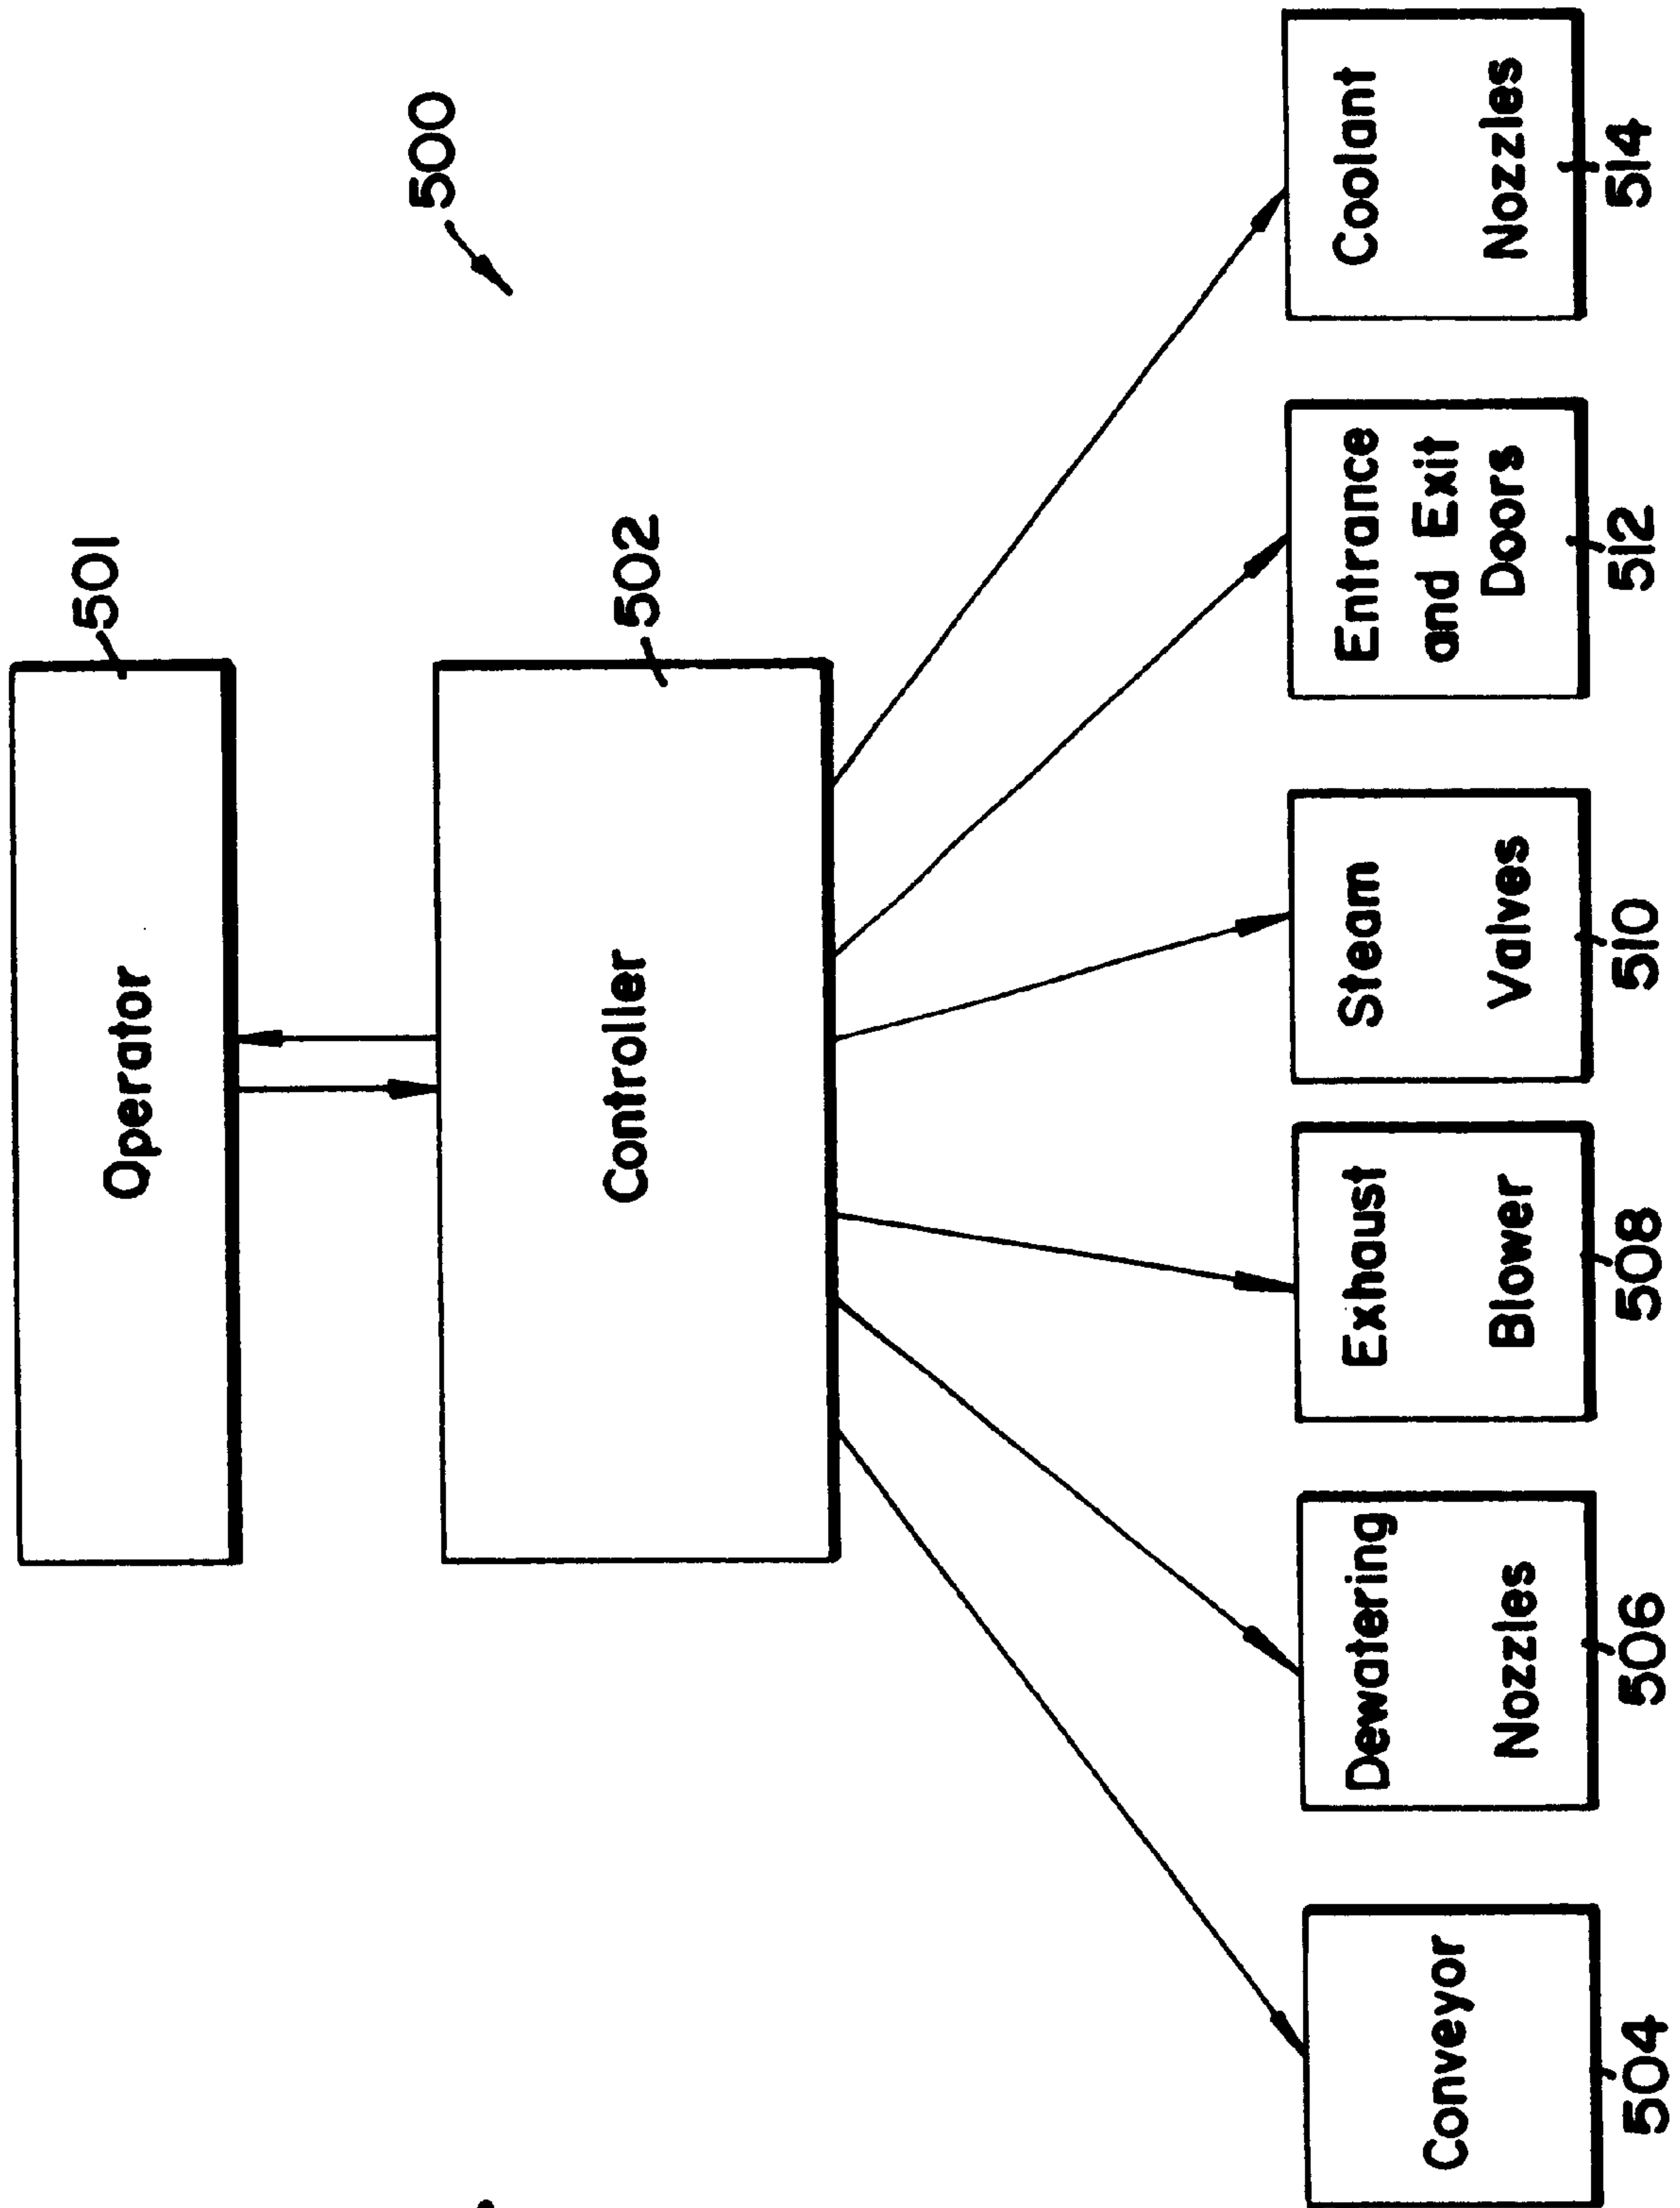 500
501
Operator
502
Controller
Conveyor
504
Dewatering
Nozzles
506
Exhaust
Blower
508
Steam
Valves
510
Entrance
and Exit
Doors
512
Coolant
Nozzles
514